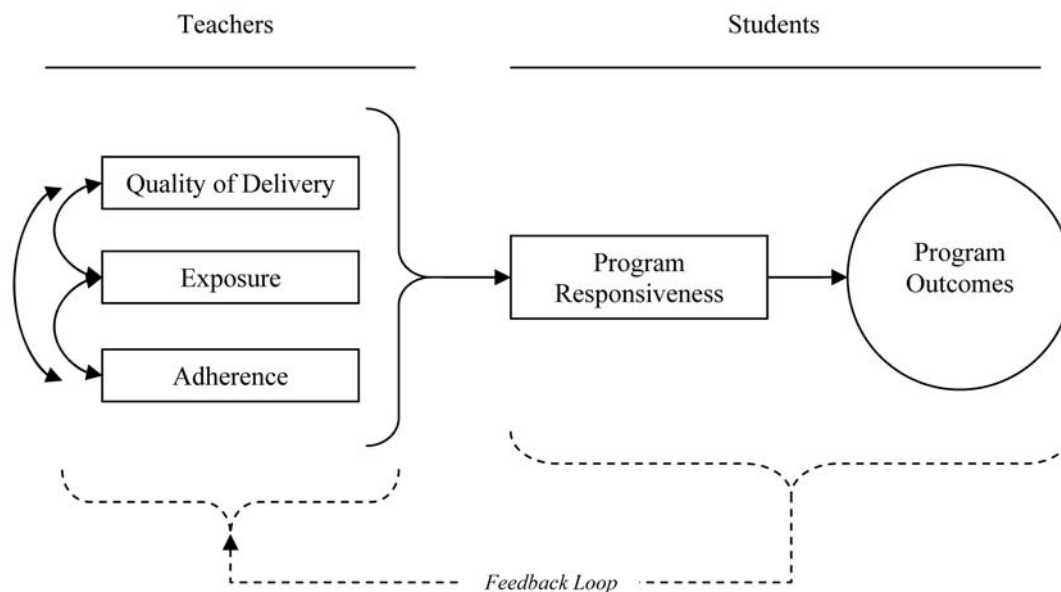 Teachers
Students
Quality of Delivery
Exposure
Adherence
Program
Responsiveness
Program
Outcomes
Feedback Loop